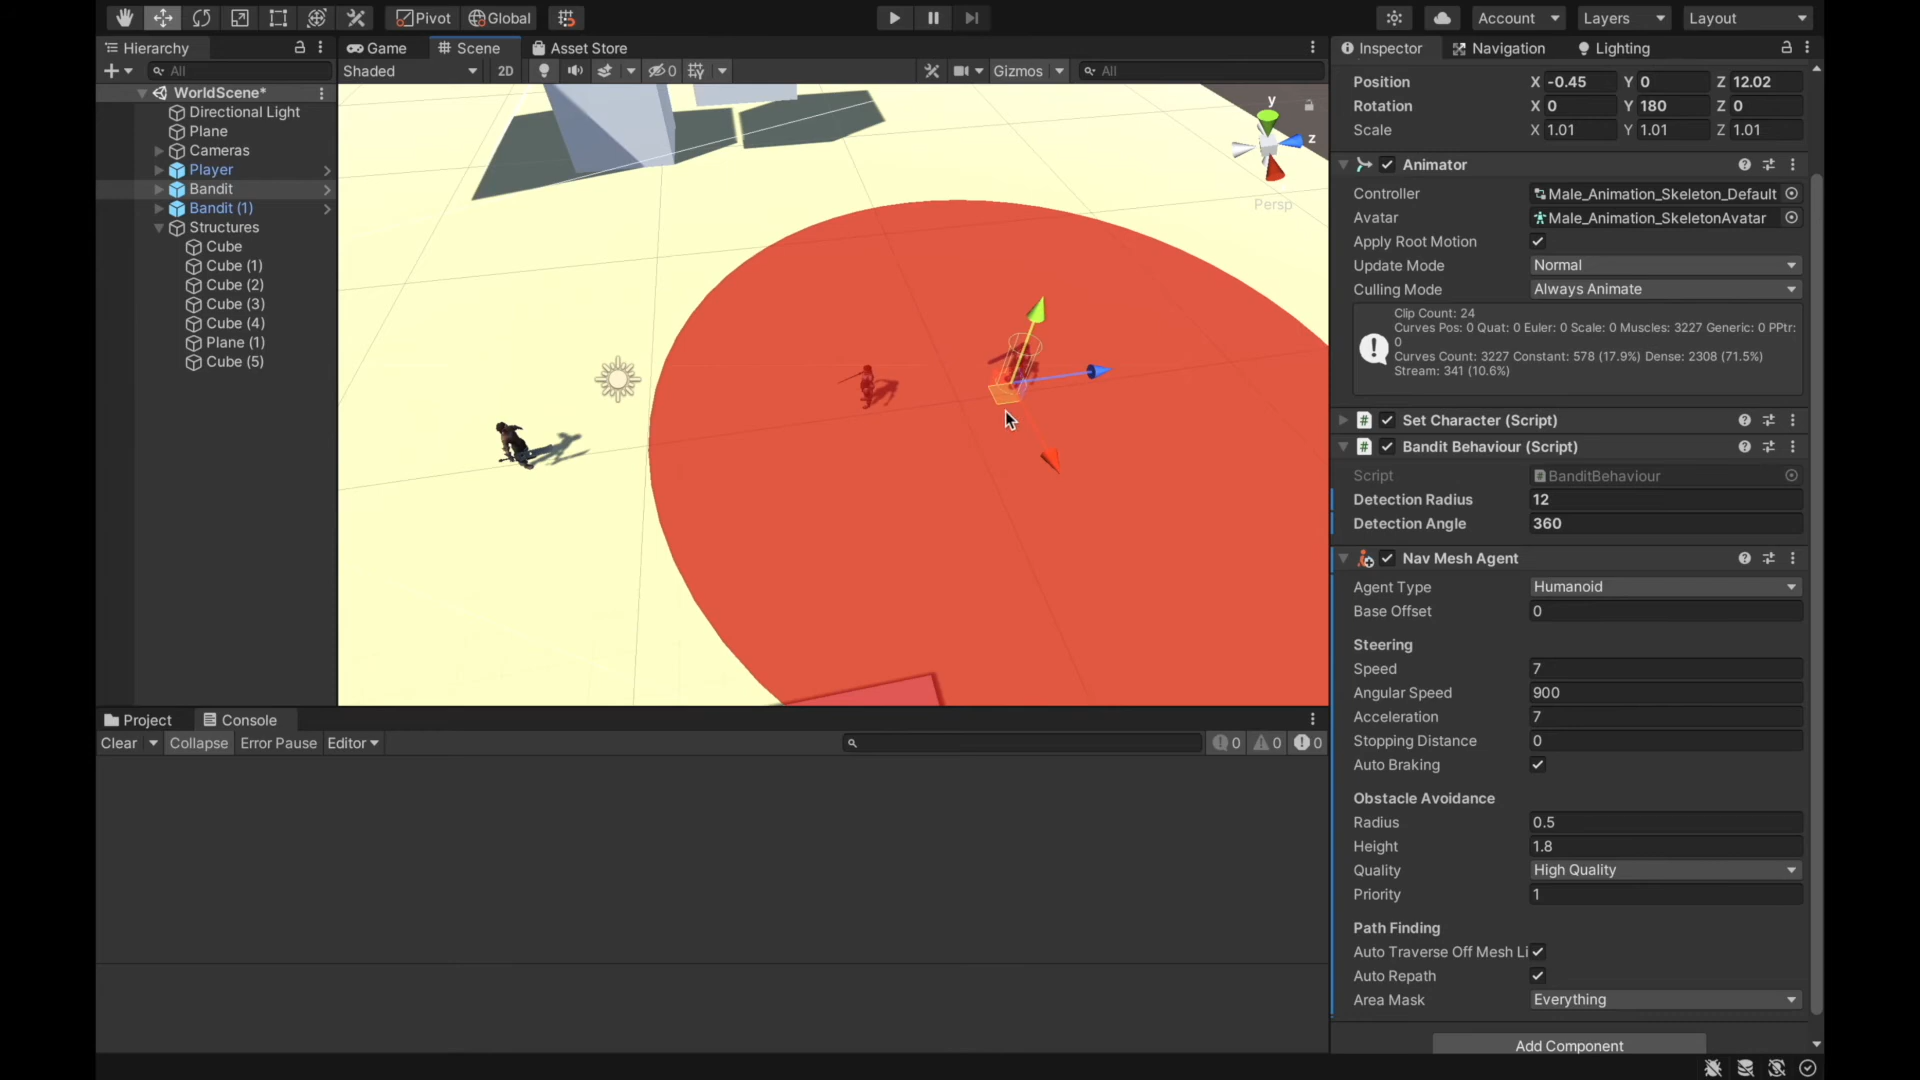 Pivot Global Account Layers Layout
Hierarchy Game Scene Asset Store Inspector Navigation Lighting
All Shaded 2D 0 Gizmos All
WorldScene*
Directional Light
Plane
Cameras
Player
Bandit
Bandit (1)
Structures
Cube
Cube (1)
Cube (2)
Cube (3)
Cube (4)
Plane (1)
Cube (5)
y
z
Persp
Project Console
Clear Collapse Error Pause Editor 0 0 0
Position X -0.45 Y 0 Z 12.02
Rotation X 0 Y 180 Z 0
Scale X 1.01 Y 1.01 Z 1.01
Animator
Controller Male_Animation_Skeleton_Default
Avatar Male_Animation_SkeletonAvatar
Apply Root Motion
Update Mode Normal
Culling Mode Always Animate
Clip Count: 24
Curves Pos: 0 Quat: 0 Euler: 0 Scale: 0 Muscles: 3227 Generic: 0 PPtr:
0
Curves Count: 3227 Constant: 578 (17.9%) Dense: 2308 (71.5%)
Stream: 341 (10.6%)
Set Character (Script)
Bandit Behaviour (Script)
Script BanditBehaviour
Detection Radius 12
Detection Angle 360
Nav Mesh Agent
Agent Type Humanoid
Base Offset 0
Steering
Speed 7
Angular Speed 900
Acceleration 7
Stopping Distance 0
Auto Braking
Obstacle Avoidance
Radius 0.5
Height 1.8
Quality High Quality
Priority 1
Path Finding
Auto Traverse Off Mesh Li
Auto Repath
Area Mask Everything
Add Component